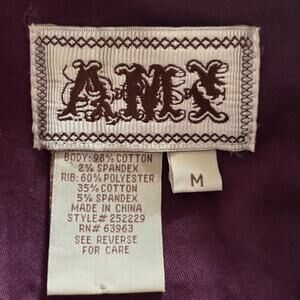 AMI
BODY: 98% COTTON
2% SPANDEX
RIB: 60% POLYESTER
35% COTTON
5% SPANDEX
MADE IN CHINA
STYLE# 252229
RN# 63963
SEE REVERSE
FOR CARE
M